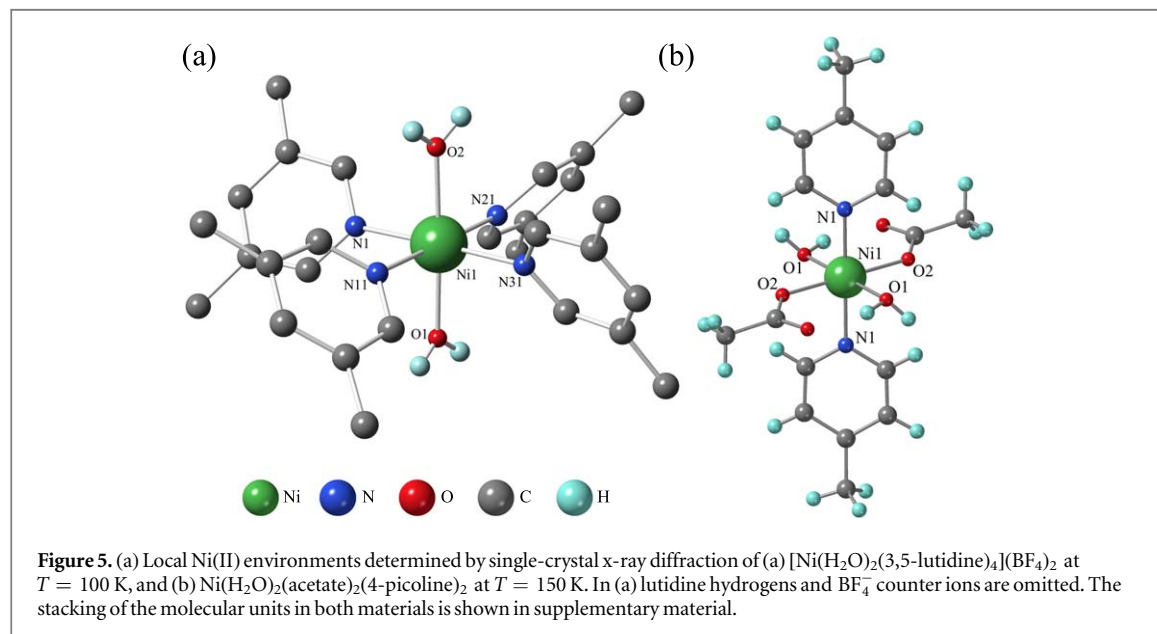 (a)
(b)
O2
N21
N1
Ni1
N11
N31
O1
N1
Ni1
O1
O2
O2
O1
N1
Ni
N
O
C
H
Figure 5. (a) Local Ni(II) environments determined by single-crystal x-ray diffraction of (a) [Ni(H₂O)₂(3,5-lutidine)₄](BF₄)₂ at
T = 100 K, and (b) Ni(H₂O)₂(acetate)₂(4-picoline)₂ at T = 150 K. In (a) lutidine hydrogens and BF₄⁻ counter ions are omitted. The
stacking of the molecular units in both materials is shown in supplementary material.